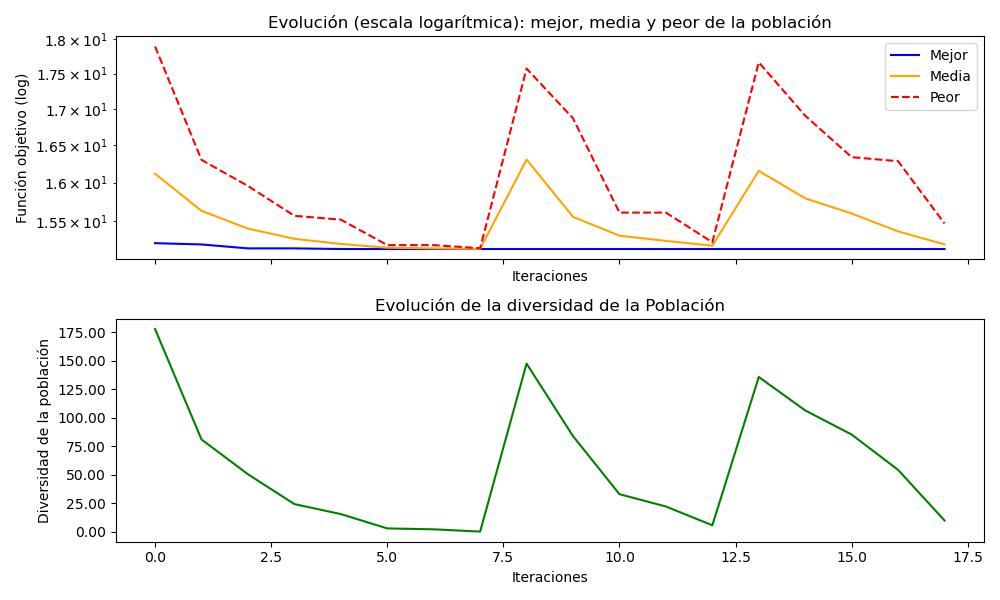 Evolución (escala logarítmica): mejor, media y peor de la población
Función objetivo (log)
1.8 × 10¹
1.75 × 10¹
1.7 × 10¹
1.65 × 10¹
1.6 × 10¹
1.55 × 10¹
Mejor
Media
Peor
Iteraciones
Evolución de la diversidad de la Población
Diversidad de la población
175.00
150.00
125.00
100.00
75.00
50.00
25.00
0.00
0.0 2.5 5.0 7.5 10.0 12.5 15.0 17.5
Iteraciones